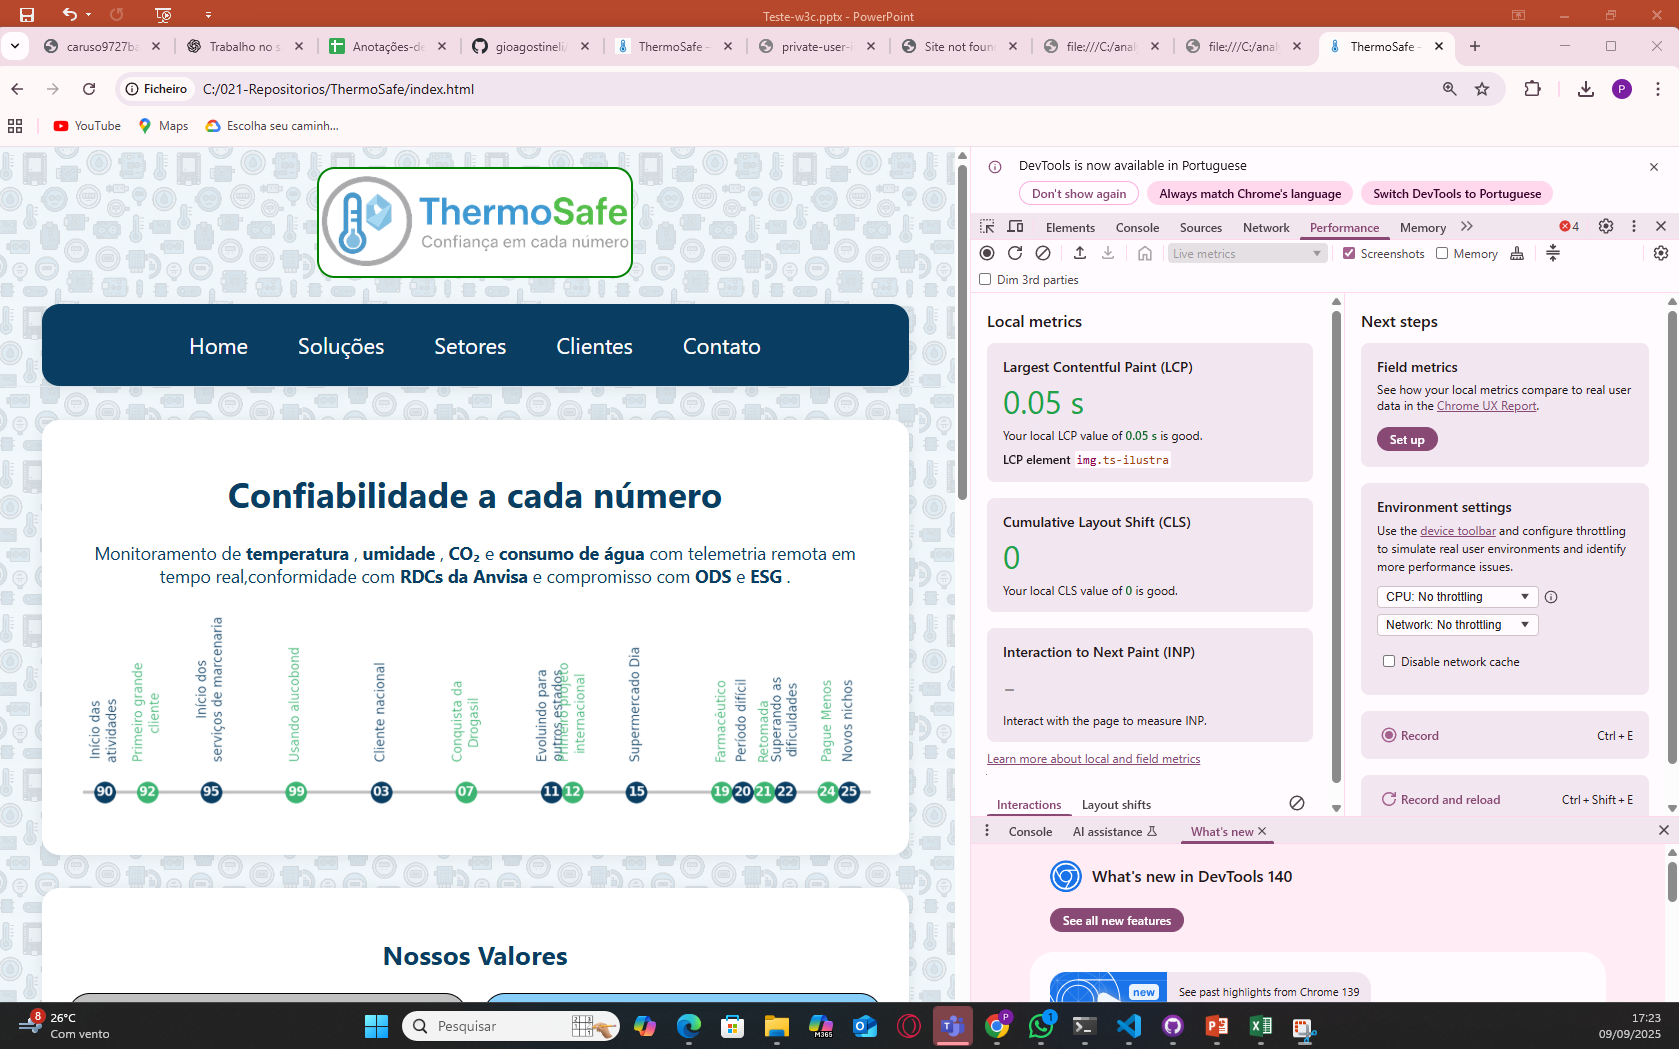 Teste-w3c.pptx - PowerPoint
caruso9727b
Trabalho no s
Anotações-de
gioagostineli/
ThermoSafe -
private-user-i
Site not foun
file:///C:/anal
file:///C:/anal
ThermoSafe -
Ficheiro
C:/021-Repositorios/ThermoSafe/index.html
P
YouTube
Maps
Escolha seu caminh...
ThermoSafe
Confiança em cada número
Home
Soluções
Setores
Clientes
Contato
Confiabilidade a cada número
Monitoramento de temperatura , umidade , CO₂ e consumo de água com telemetria remota em
tempo real,conformidade com RDCs da Anvisa e compromisso com ODS e ESG .
Início das
atividades
Primeiro grande
cliente
Início dos
serviços de marcenaria
Usando alucobond
Cliente nacional
Conquista da
Drogasil
Evoluindo para
outros estados
Primeiro projeto
internacional
Supermercado Dia
Farmacêutico
Período difícil
Retomada
Superando as
dificuldades
Pague Menos
Novos nichos
90
92
95
99
03
07
11
12
15
19
20
21
22
24
25
Nossos Valores
DevTools is now available in Portuguese
Don't show again
Always match Chrome's language
Switch DevTools to Portuguese
Elements
Console
Sources
Network
Performance
Memory
4
Live metrics
Screenshots
Memory
Dim 3rd parties
Local metrics
Largest Contentful Paint (LCP)
0.05 s
Your local LCP value of 0.05 s is good.
LCP element img.ts-ilustra
Cumulative Layout Shift (CLS)
0
Your local CLS value of 0 is good.
Interaction to Next Paint (INP)
-
Interact with the page to measure INP.
Learn more about local and field metrics
Interactions
Layout shifts
Next steps
Field metrics
See how your local metrics compare to real user
data in the Chrome UX Report.
Set up
Environment settings
Use the device toolbar and configure throttling
to simulate real user environments and identify
more performance issues.
CPU: No throttling
Network: No throttling
Disable network cache
Record
Ctrl + E
Record and reload
Ctrl + Shift + E
Console
AI assistance
What's new
What's new in DevTools 140
See all new features
new
See past highlights from Chrome 139
8
26°C
Com vento
Pesquisar
M365
P
1
17:23
09/09/2025